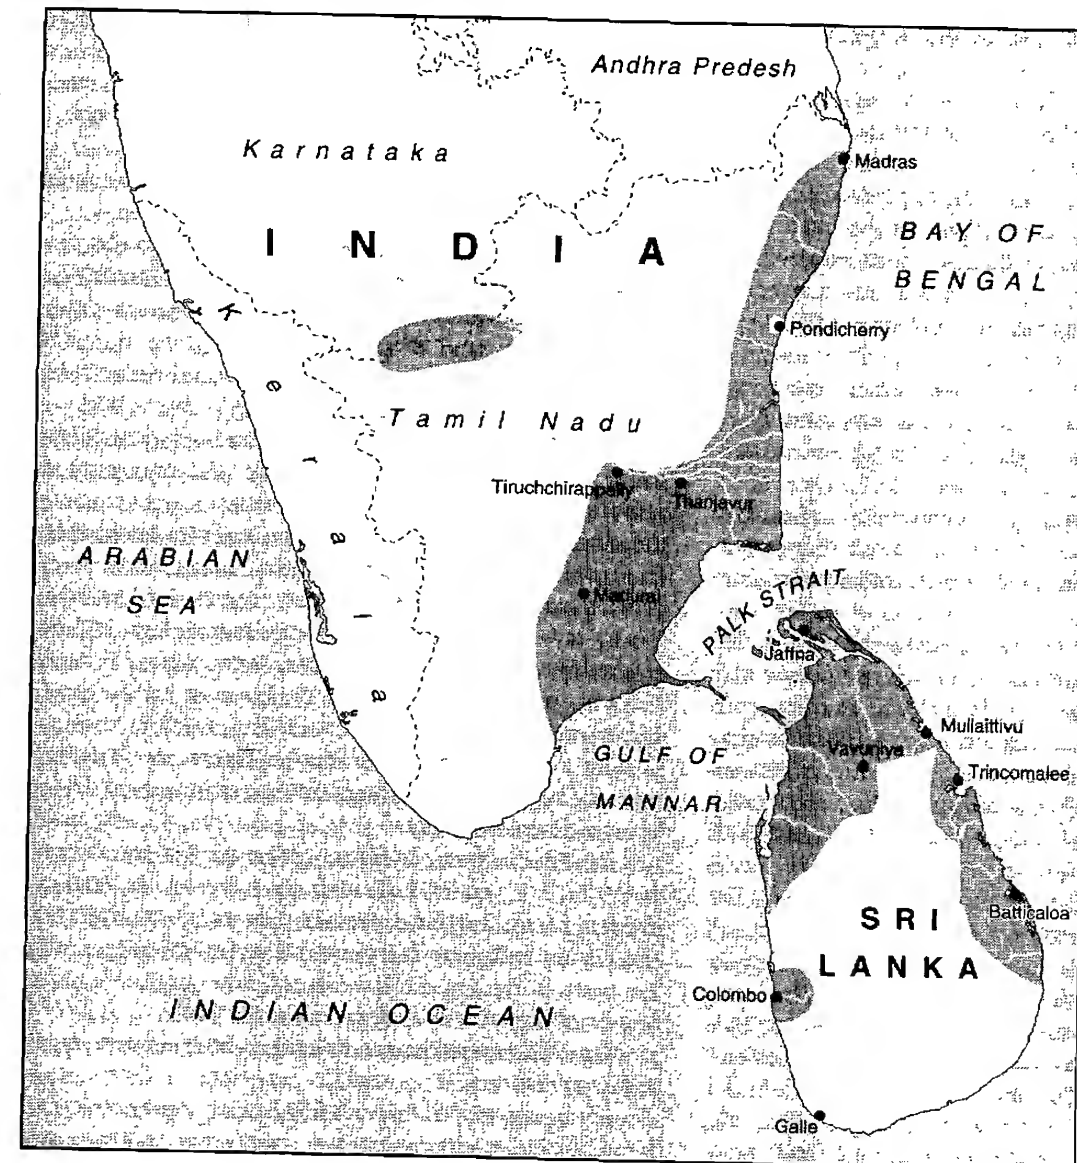 Andhra Predesh
Karnataka
Madras
INDIA
BAY OF
BENGAL
Pondicherry
Kerala
Tamil Nadu
Tiruchchirappally
Thanjavur
ARABIAN
SEA
Madurai
PALK STRAIT
Jaffna
Mullaittivu
GULF OF
MANNAR
Vavuniya
Trincomalee
Batticaloa
SRI
LANKA
Colombo
INDIAN OCEAN
Galle